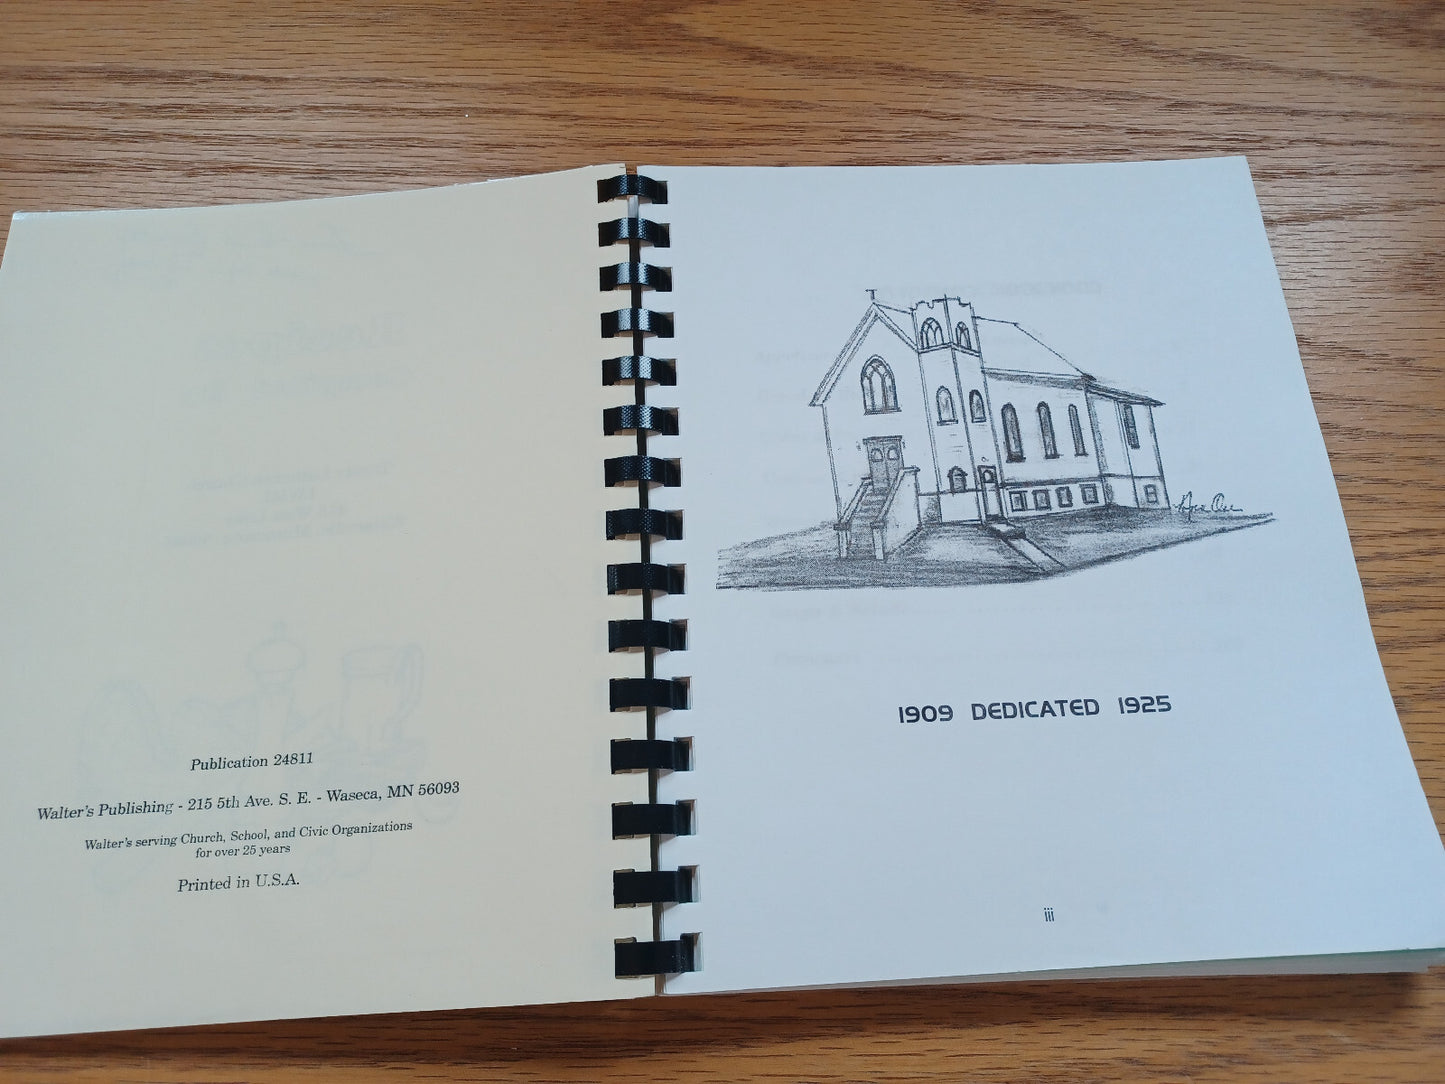 Publication 24811
Walter's Publishing - 215 5th Ave. S. E. - Waseca, MN 56093
Walter's serving Church, School, and Civic Organizations
for over 25 years
Printed in U.S.A.
1909 DEDICATED 1925
iii